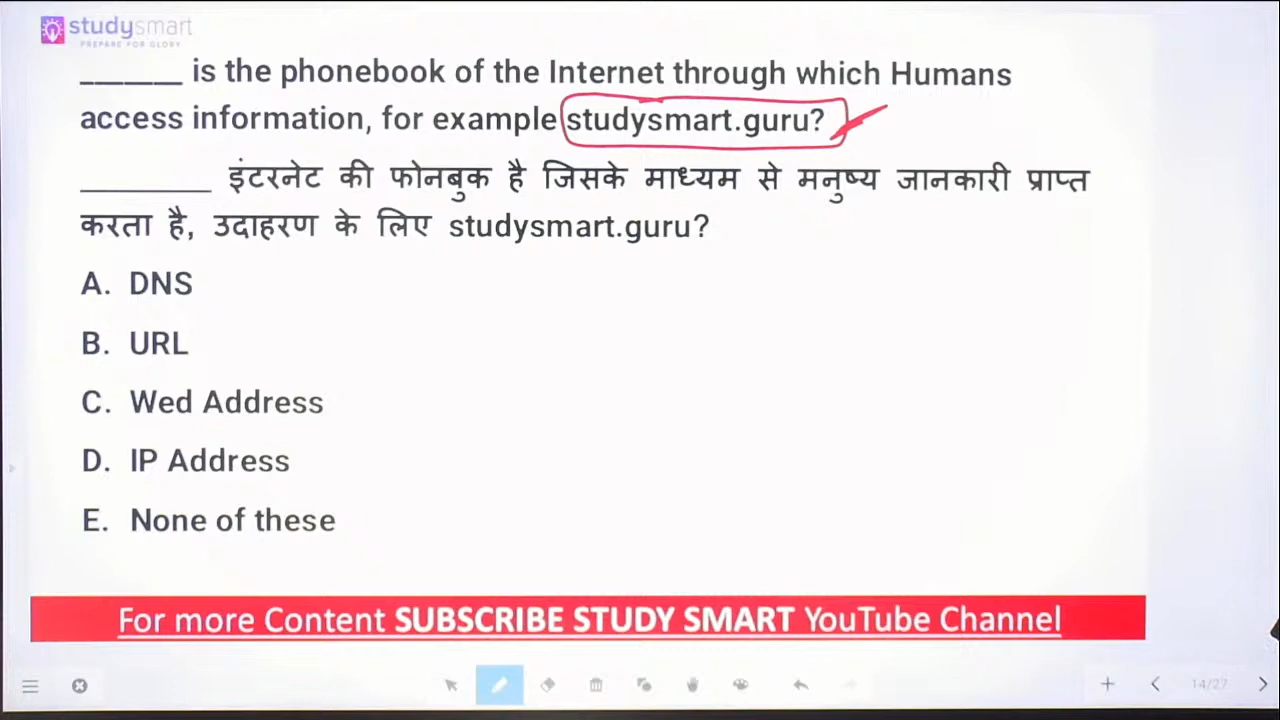 studysmart
PREPARE FOR GLORY
______ is the phonebook of the Internet through which Humans
access information, for example studysmart.guru?
________ इंटरनेट की फोनबुक है जिसके माध्यम से मनुष्य जानकारी प्राप्त
करता है, उदाहरण के लिए studysmart.guru?
A. DNS
B. URL
C. Wed Address
D. IP Address
E. None of these
For more Content SUBSCRIBE STUDY SMART YouTube Channel
14/27